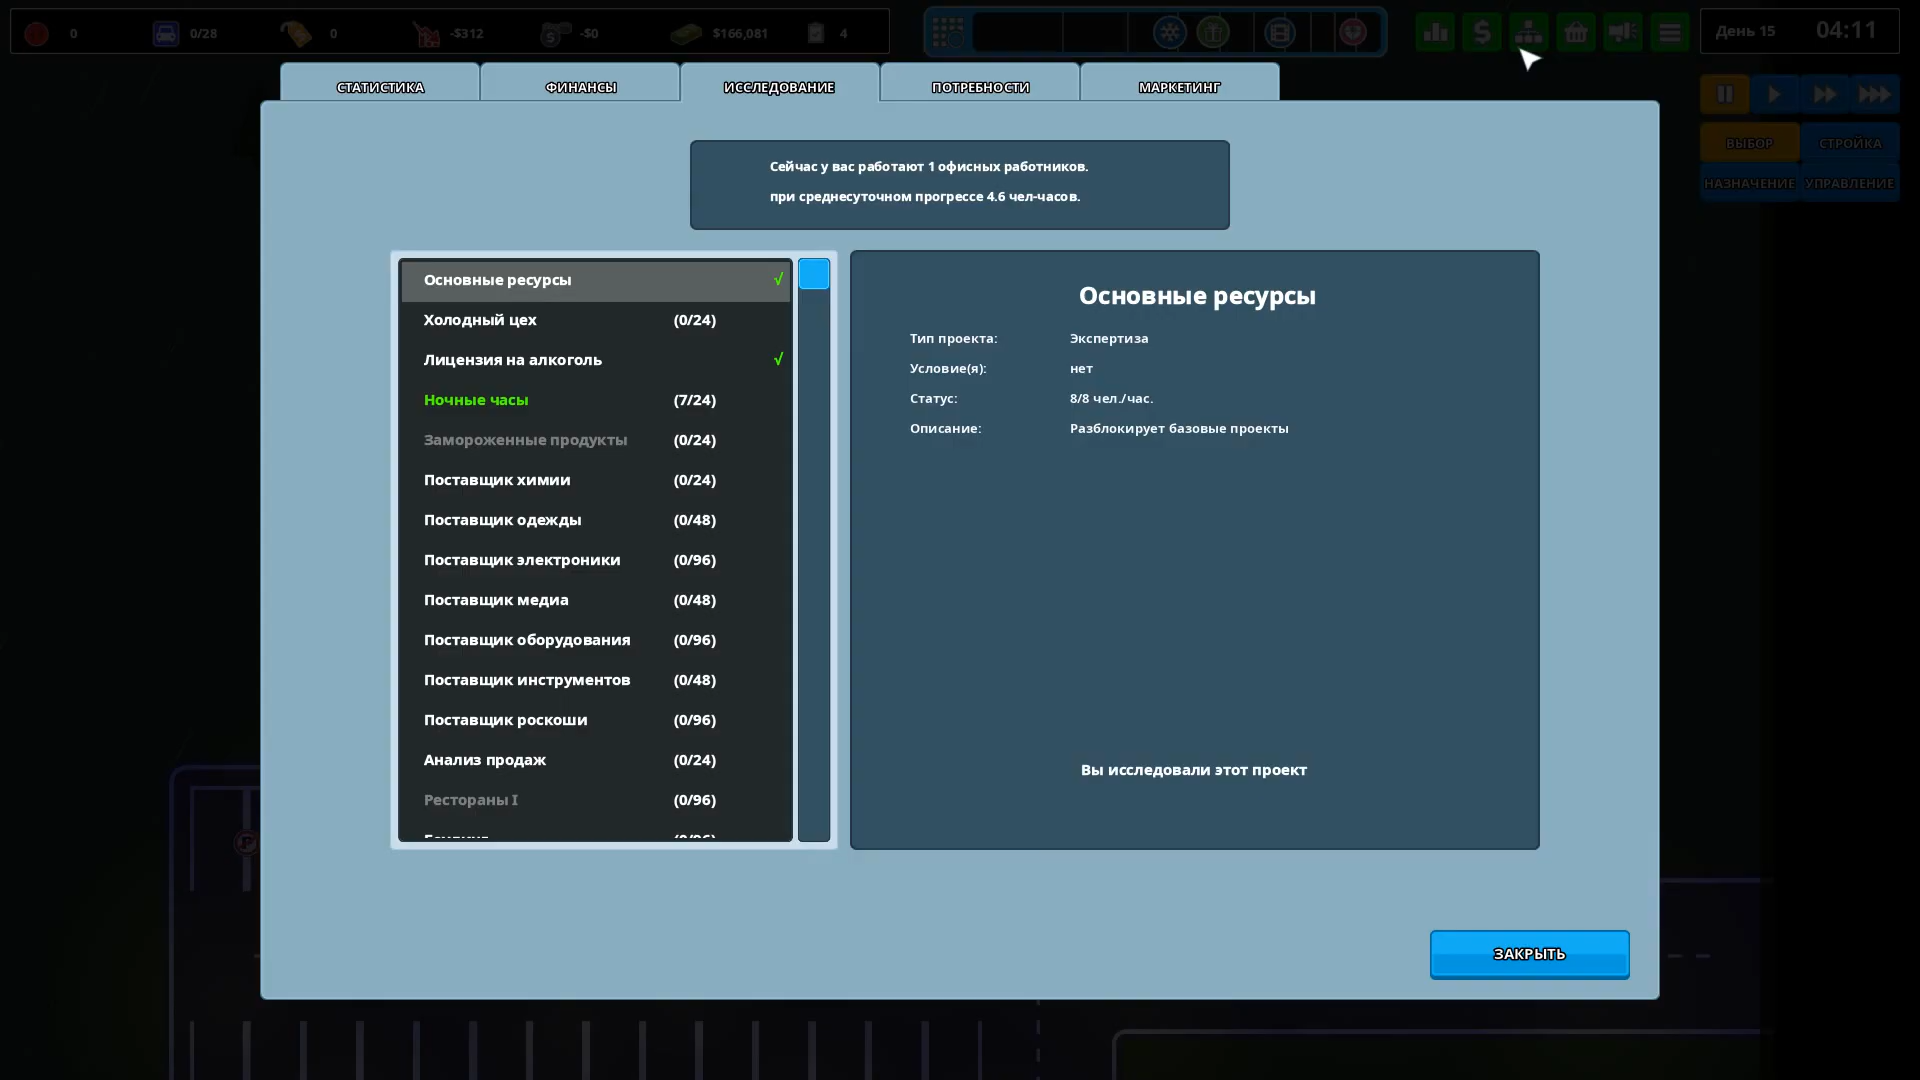 0 0/28 0 -$312 -$0 $166,081 4 День 15 04:11
СТАТИСТИКА ФИНАНСЫ ИССЛЕДОВАНИЕ ПОТРЕБНОСТИ МАРКЕТИНГ
ВЫБОР СТРОЙКА
НАЗНАЧЕНИЕ УПРАВЛЕНИЕ
Сейчас у вас работают 1 офисных работников.
при среднесуточном прогрессе 4.6 чел-часов.
Основные ресурсы √
Холодный цех (0/24)
Лицензия на алкоголь √
Ночные часы (7/24)
Замороженные продукты (0/24)
Поставщик химии (0/24)
Поставщик одежды (0/48)
Поставщик электроники (0/96)
Поставщик медиа (0/48)
Поставщик оборудования (0/96)
Поставщик инструментов (0/48)
Поставщик роскоши (0/96)
Анализ продаж (0/24)
Рестораны I (0/96)
Основные ресурсы
Тип проекта: Экспертиза
Условие(я): нет
Статус: 8/8 чел./час.
Описание: Разблокирует базовые проекты
Вы исследовали этот проект
ЗАКРЫТЬ